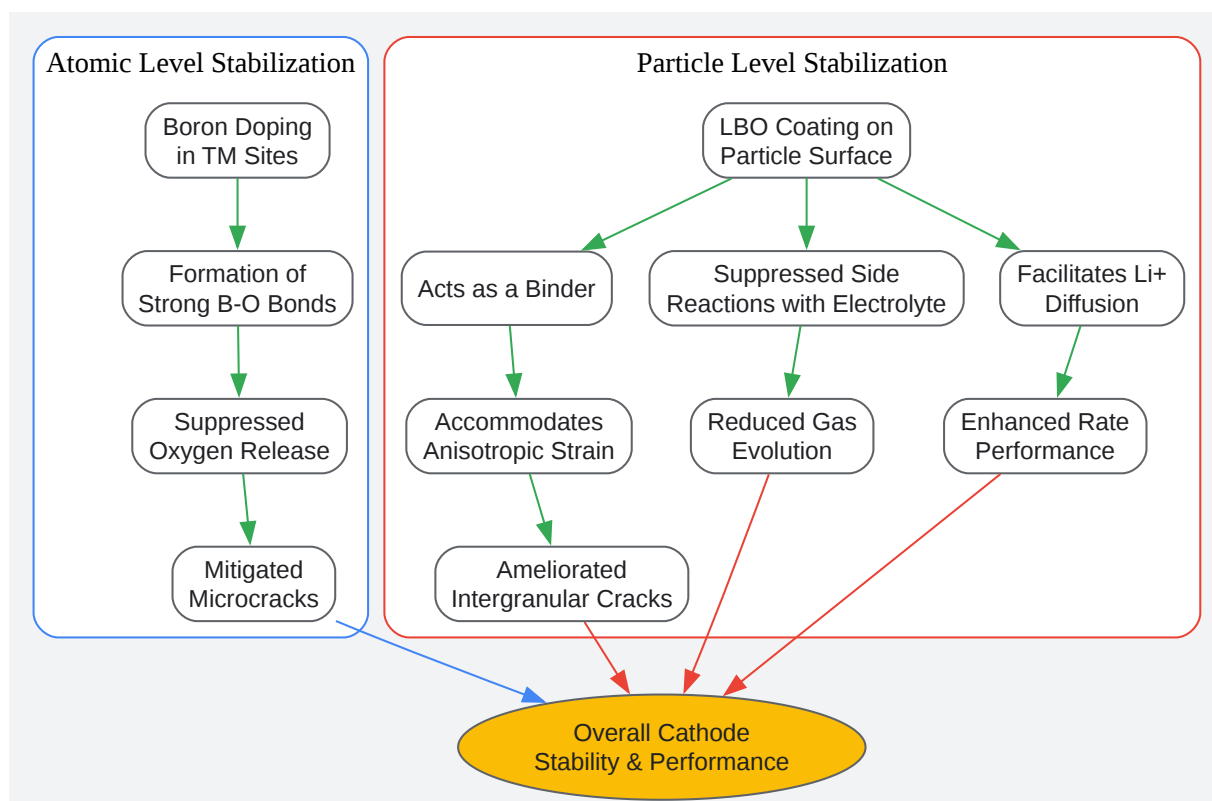 Atomic Level Stabilization
Boron Doping
in TM Sites
Formation of
Strong B-O Bonds
Suppressed
Oxygen Release
Mitigated
Microcracks
Particle Level Stabilization
LBO Coating on
Particle Surface
Acts as a Binder
Accommodates
Anisotropic Strain
Ameliorated
Intergranular Cracks
Suppressed Side
Reactions with Electrolyte
Reduced Gas
Evolution
Facilitates Li+
Diffusion
Enhanced Rate
Performance
Overall Cathode
Stability & Performance